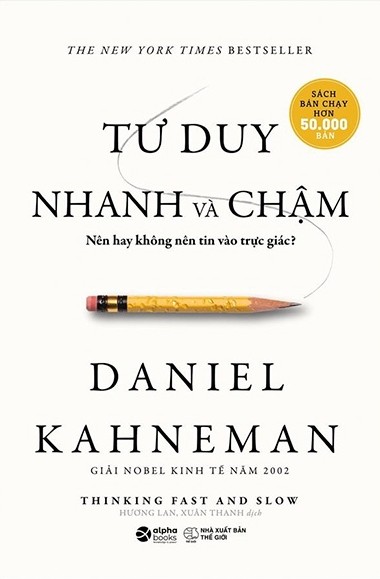 THE NEW YORK TIMES BESTSELLER
SÁCH
BÁN CHẠY
HƠN
50.000
BẢN
TƯ DUY
NHANH VÀ CHẬM
Nên hay không nên tin vào trực giác?
DANIEL
KAHNEMAN
GIẢI NOBEL KINH TẾ NĂM 2002
THINKING FAST AND SLOW
HƯƠNG LAN, XUÂN THANH dịch
alpha
books
NHÀ XUẤT BẢN
THẾ GIỚI